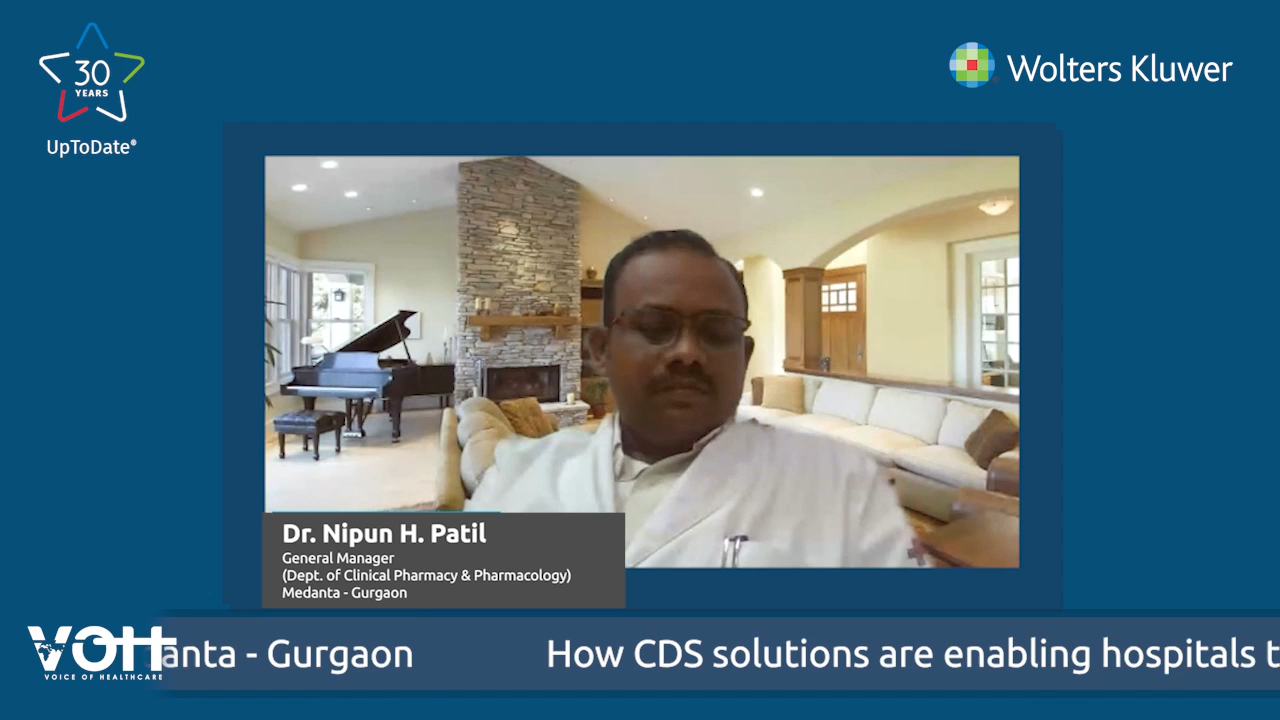 30
YEARS
UpToDate®
Wolters Kluwer
Dr. Nipun H. Patil
General Manager
(Dept. of Clinical Pharmacy & Pharmacology)
Medanta - Gurgaon
VOH
VOICE OF HEALTHCARE
anta - Gurgaon How CDS solutions are enabling hospitals t